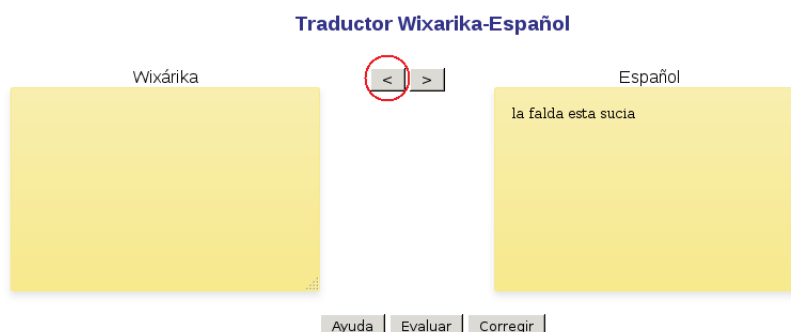 Traductor Wixarika-Español
Wixárika
< >
Español
la falda esta sucia
Ayuda Evaluar Corregir